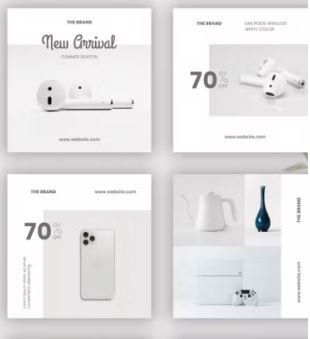 THE BRAND
New Arrival
SUMMER SEASON
www.website.com
THE BRAND
EAR PODS WIRELESS
WHITE COLOR
70%
OFF
www.website.com
THE BRAND
www.website.com
70%
OFF
THE BRAND
www.website.com